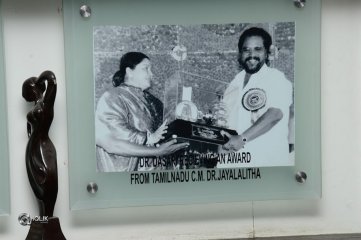 DR. DASARI
AWARD
FROM TAMILNADU C.M. DR.JAYALALITHA